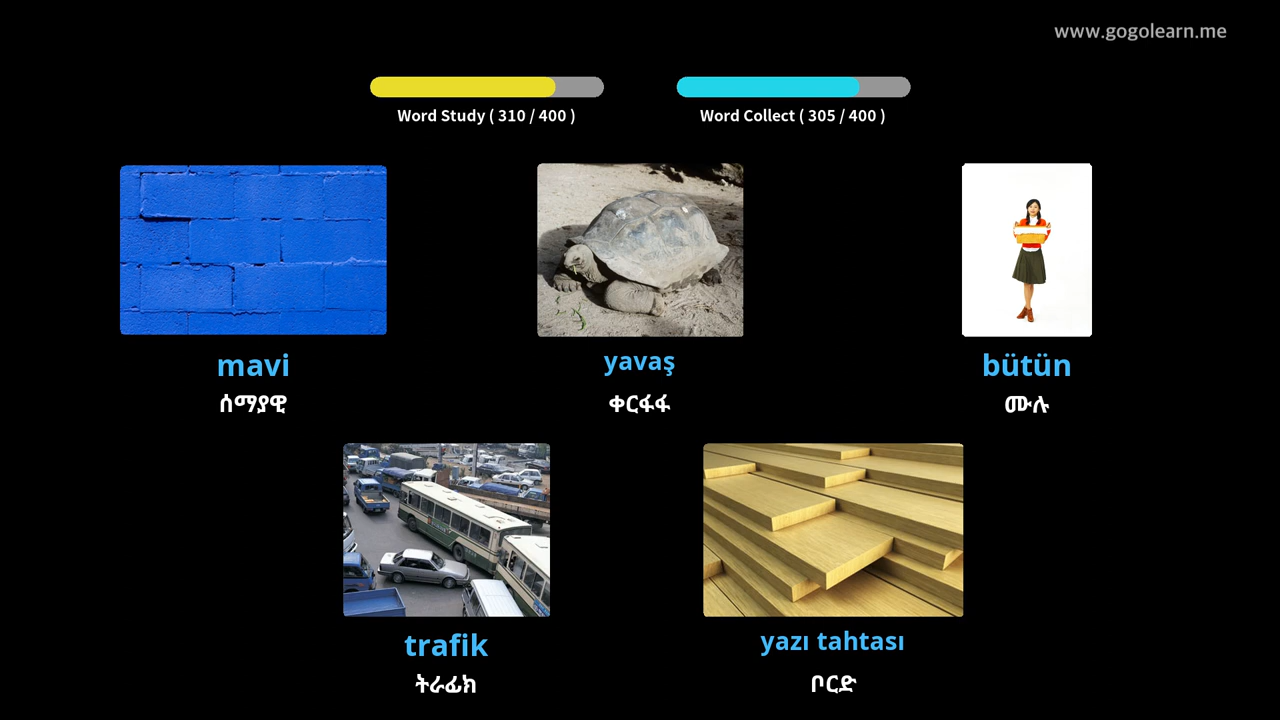 www.gogolearn.me
Word Study ( 310 / 400 )
Word Collect ( 305 / 400 )
mavi
ሰማያዊ
yavaş
ቀርፋፋ
bütün
ሙሉ
trafik
ትራፊክ
yazı tahtası
ቦርድ